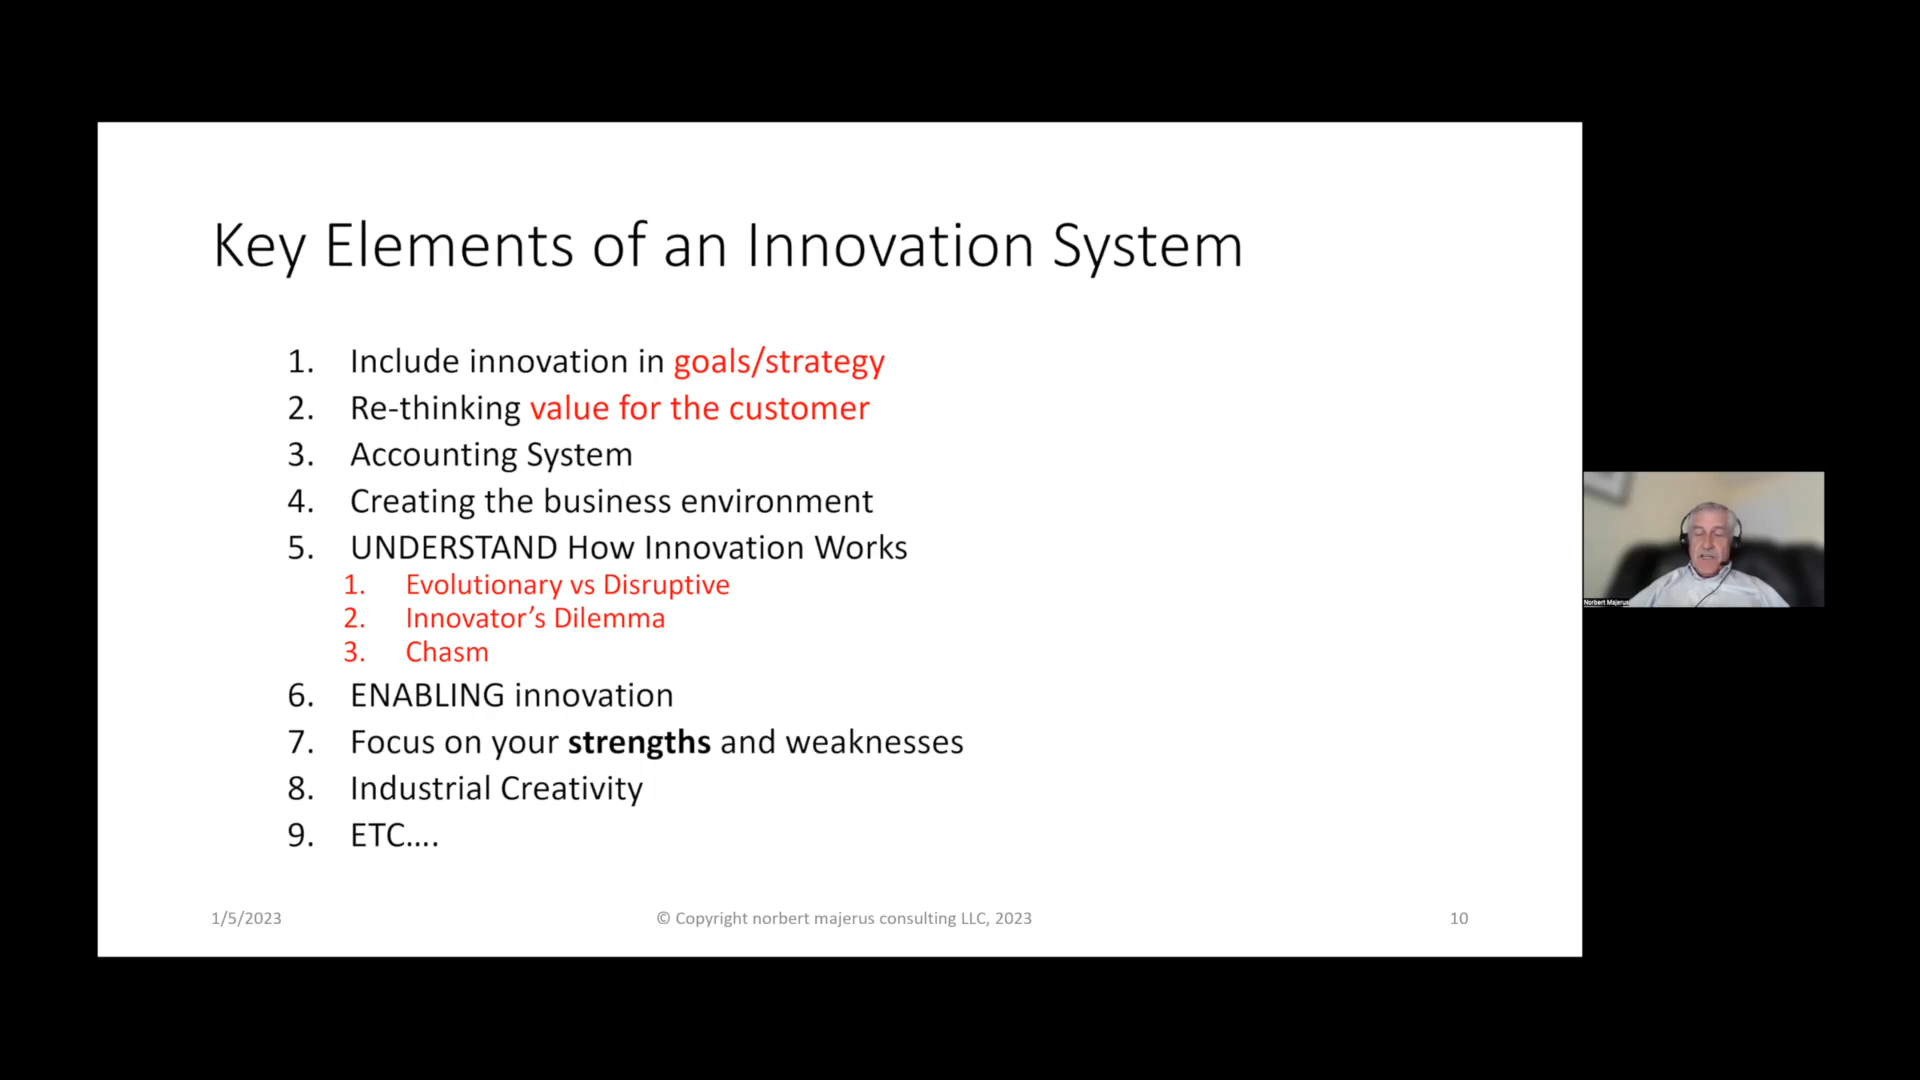 Key Elements of an Innovation System
1. Include innovation in goals/strategy
2. Re-thinking value for the customer
3. Accounting System
4. Creating the business environment
5. UNDERSTAND How Innovation Works
1. Evolutionary vs Disruptive
2. Innovator’s Dilemma
3. Chasm
6. ENABLING innovation
7. Focus on your strengths and weaknesses
8. Industrial Creativity
9. ETC....
Norbert Majerus
1/5/2023
© Copyright norbert majerus consulting LLC, 2023
10